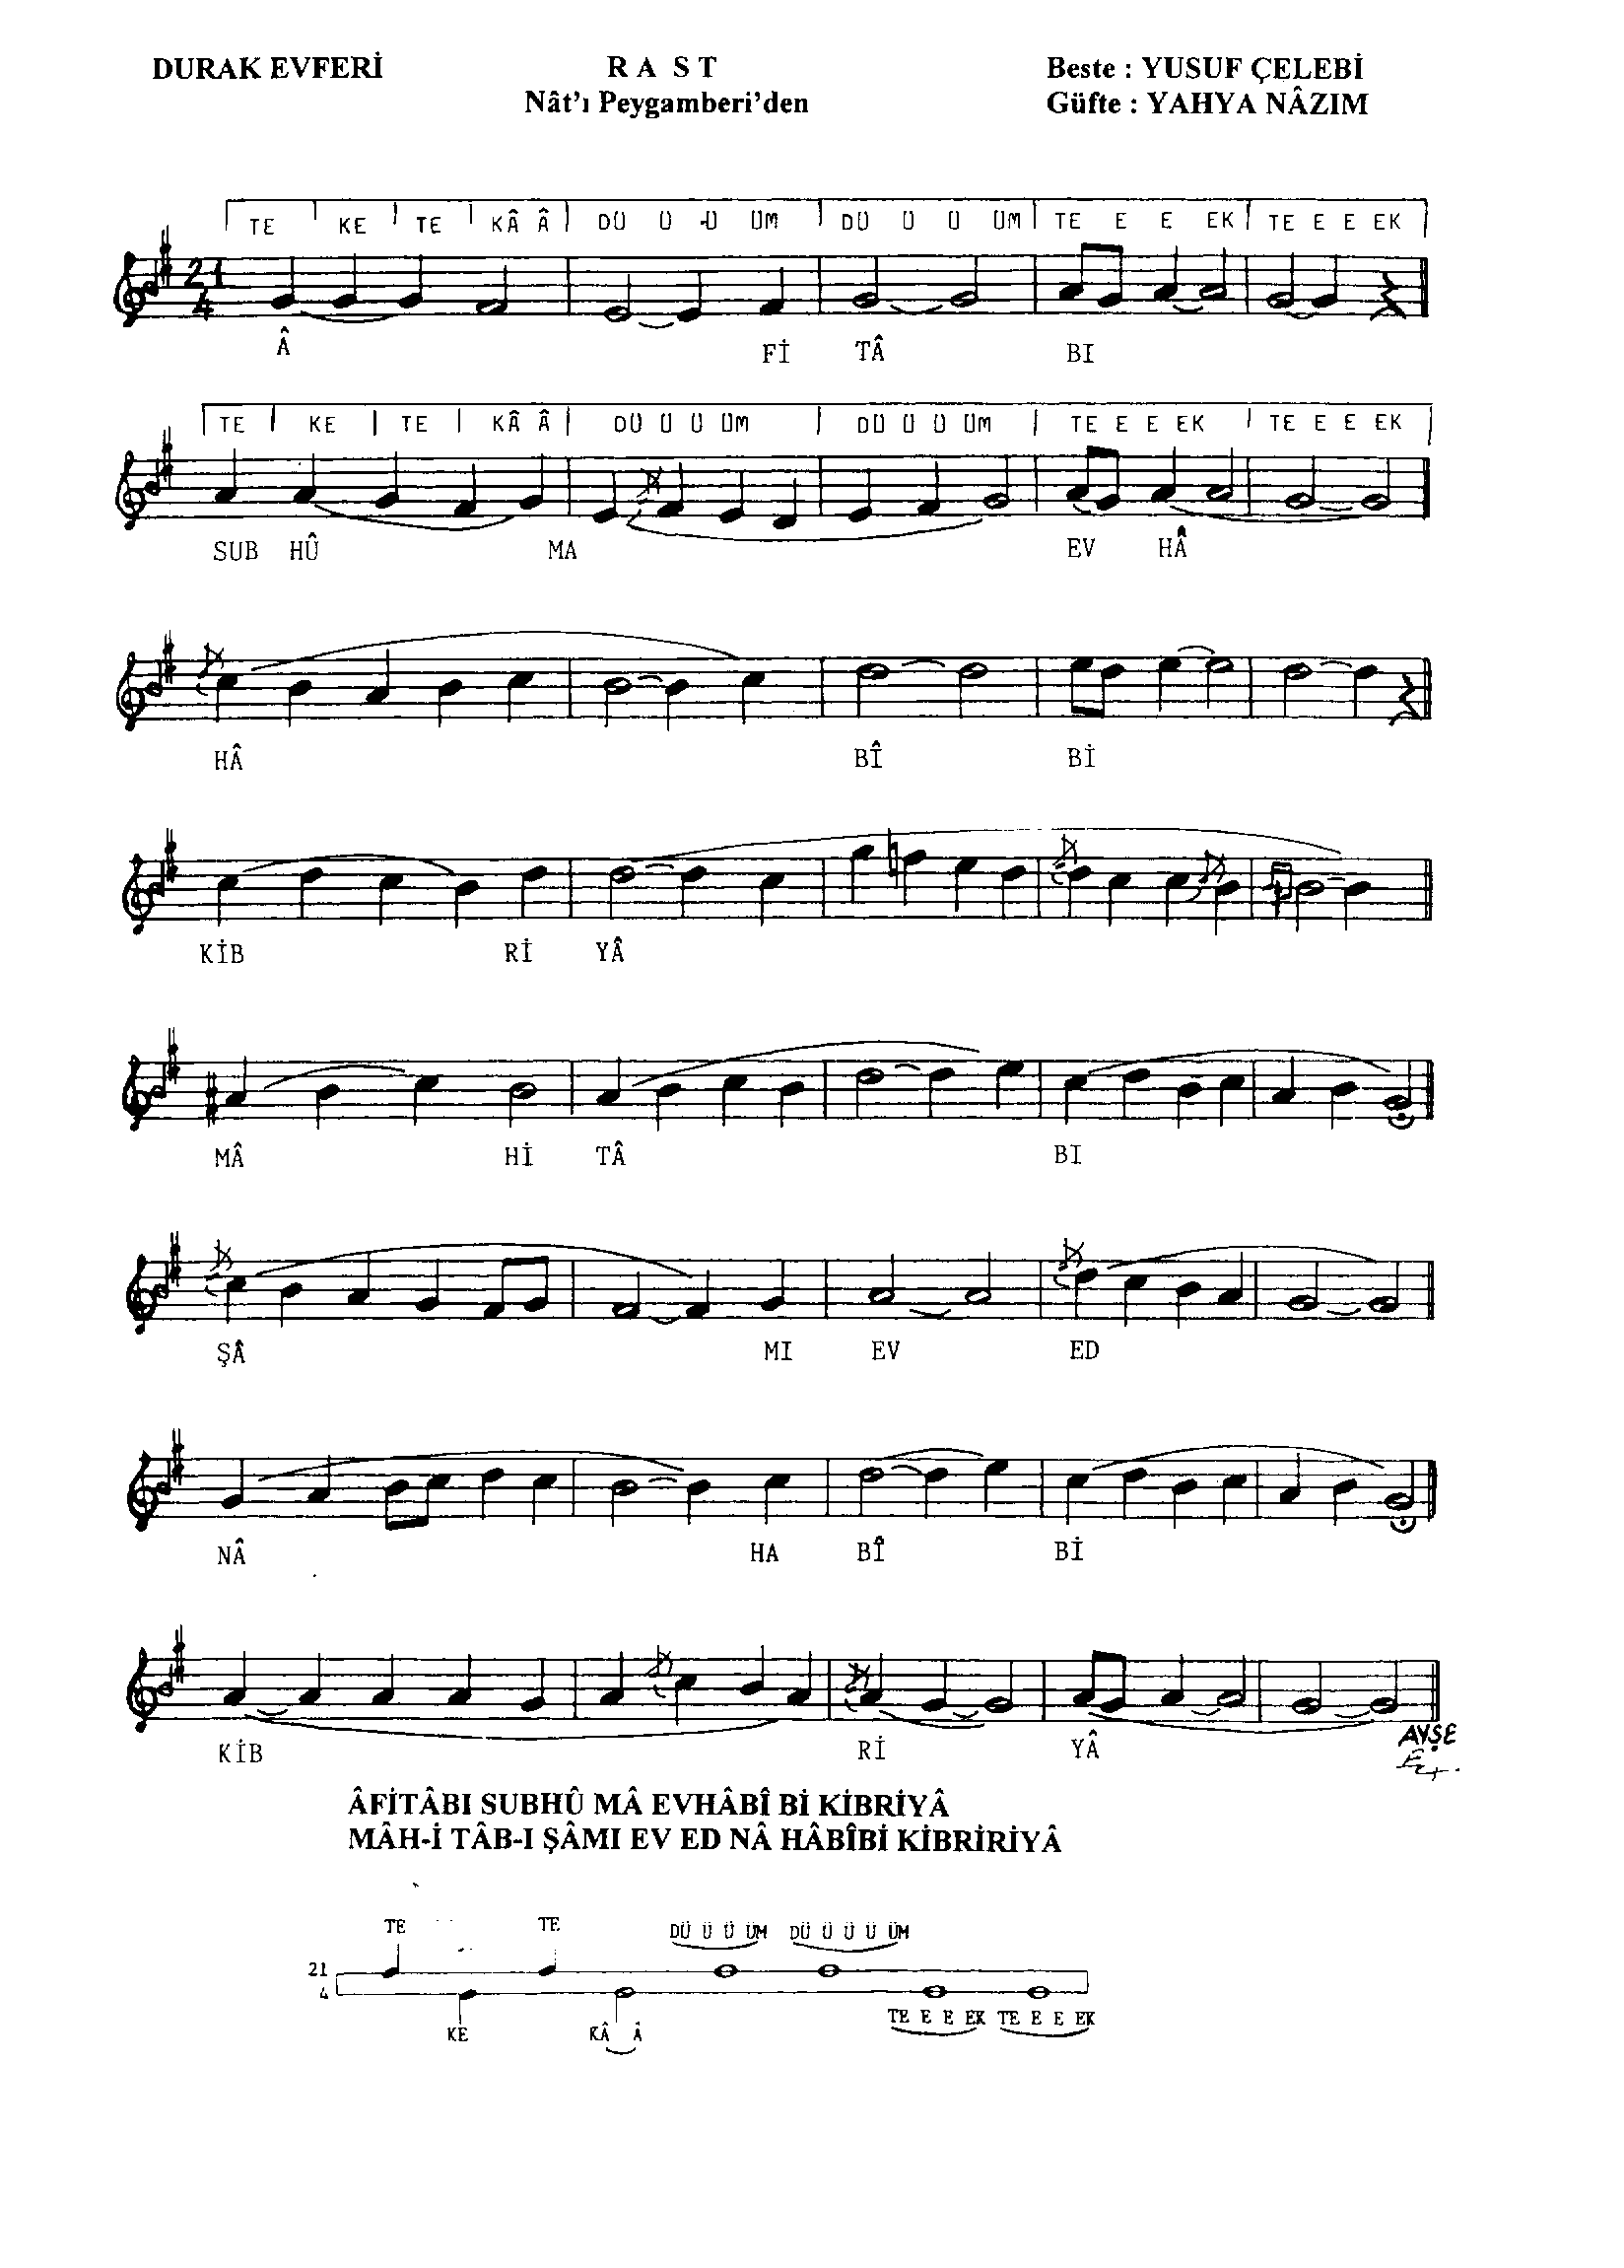 DURAK EVFERİ R A S T Beste : YUSUF ÇELEBİ
Nât'ı Peygamberi'den Güfte : YAHYA NÂZIM
TE KE TE KÂ Â DÜ Ü Ü ÜM DÜ Ü Ü ÜM TE E E EK TE E E EK
21
4
Â Fİ TÂ BI
TE KE TE KÂ Â DÜ Ü Ü ÜM DÜ Ü Ü ÜM TE E E EK TE E E EK
SUB HÛ MA EV HÂ
HÂ BÎ Bİ
KİB Rİ YÂ
MÂ Hİ TÂ BI
ŞÂ MI EV ED
NÂ HA BÎ Bİ
KİB Rİ YÂ
AYŞE
ÂFİTÂBI SUBHÛ MÂ EVHÂBÎ Bİ KİBRİYÂ
MÂH-İ TÂB-I ŞÂMI EV ED NÂ HÂBÎBİ KİBRİRİYÂ
TE TE DÜ Ü Ü ÜM DÜ Ü Ü Ü ÜM
21
4
KE KÂ Â TE E E EK TE E E EK